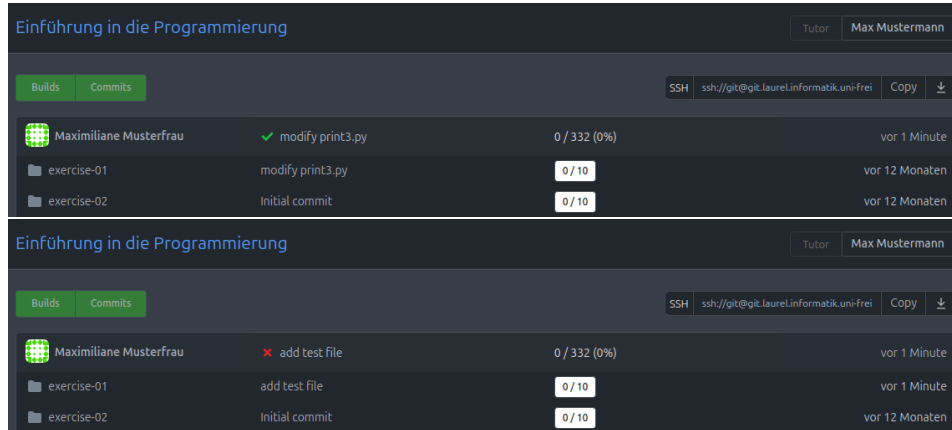 Einführung in die Programmierung
Tutor Max Mustermann
Builds Commits SSH ssh://git@git.laurel.informatik.uni-frei Copy
Maximiliane Musterfrau modify print3.py 0 / 332 (0%) vor 1 Minute
exercise-01 modify print3.py 0 / 10 vor 12 Monaten
exercise-02 Initial commit 0 / 10 vor 12 Monaten
Einführung in die Programmierung
Tutor Max Mustermann
Builds Commits SSH ssh://git@git.laurel.informatik.uni-frei Copy
Maximiliane Musterfrau add test file 0 / 332 (0%) vor 1 Minute
exercise-01 add test file 0 / 10 vor 1 Minute
exercise-02 Initial commit 0 / 10 vor 12 Monaten